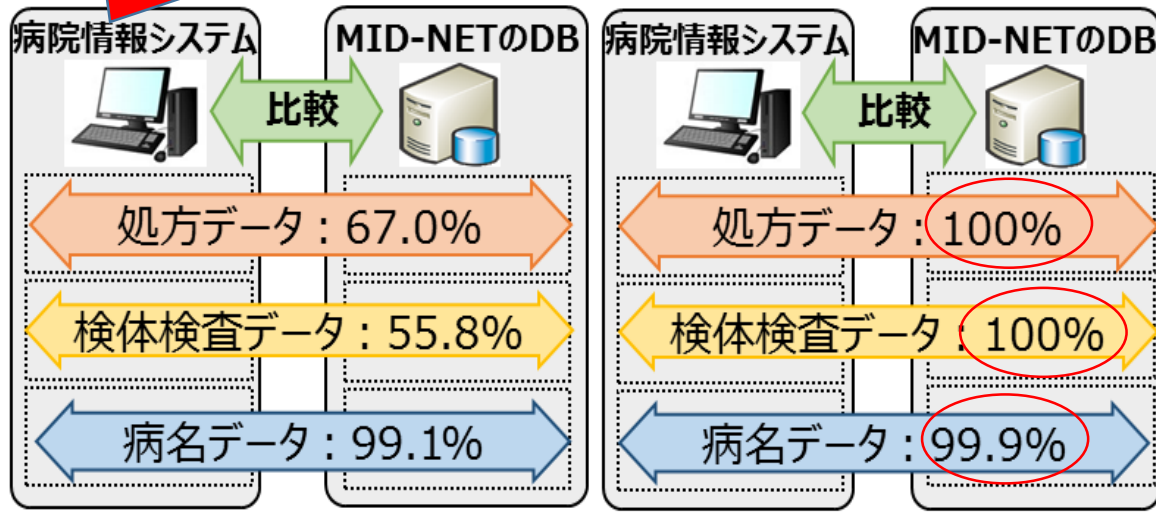 病院情報システム
MID-NETのDB
比較
処方データ：67.0%
検体検査データ：55.8%
病名データ：99.1%
病院情報システム
MID-NETのDB
比較
処方データ：100%
検体検査データ：100%
病名データ：99.9%